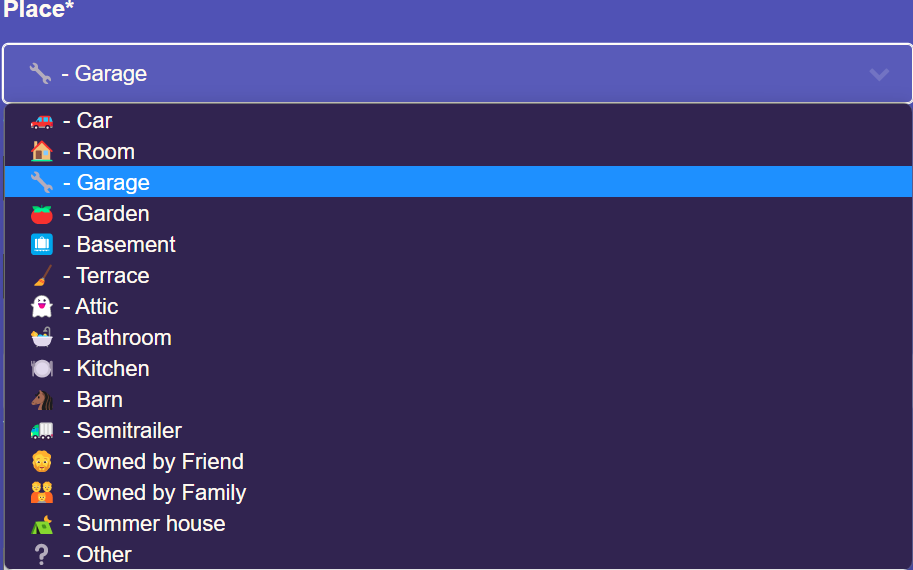 Place*
🔧 - Garage
🚗 - Car
🏠 - Room
🔧 - Garage
🍅 - Garden
🛅 - Basement
🧹 - Terrace
👻 - Attic
🛀 - Bathroom
🍽️ - Kitchen
🐴 - Barn
🚛 - Semitrailer
🧑 - Owned by Friend
👪 - Owned by Family
🏕️ - Summer house
❔ - Other